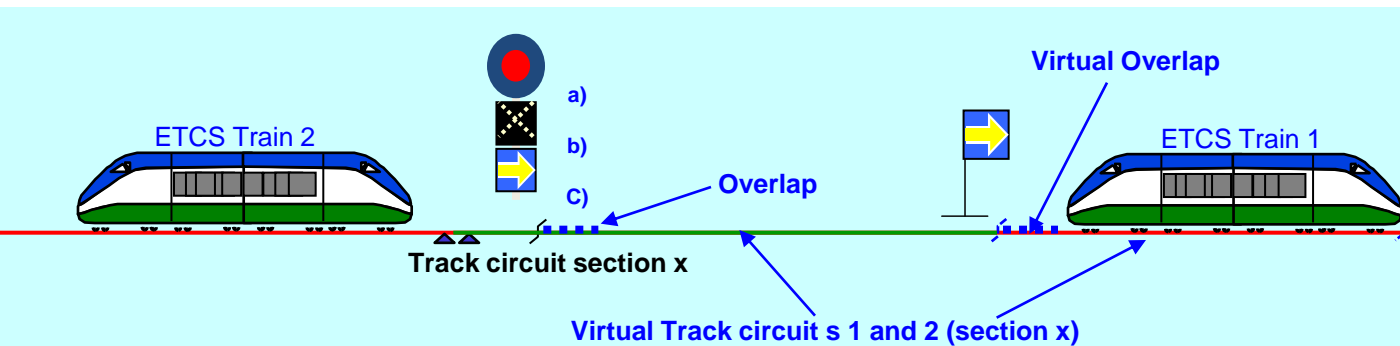 Virtual Overlap
a)
ETCS Train 2
b)
ETCS Train 1
C)
Overlap
Track circuit section x
Virtual Track circuit s 1 and 2 (section x)